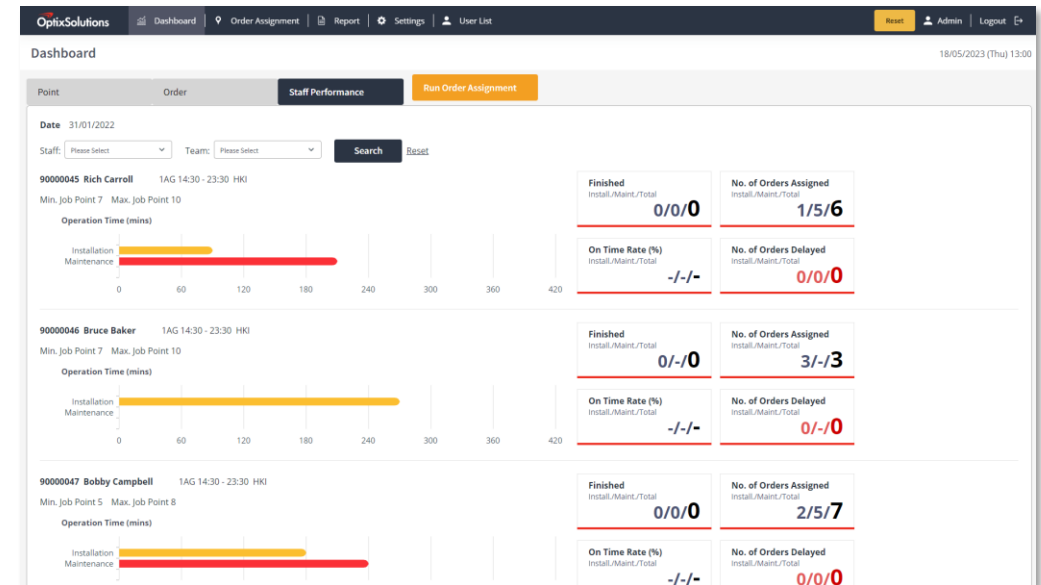 OptixSolutions Dashboard Order Assignment Report Settings User List Reset Admin Logout
Dashboard 18/05/2023 (Thu) 13:00
Point Order Staff Performance Run Order Assignment
Date 31/01/2022
Staff: Please Select Team: Please Select Search Reset
90000045 Rich Carroll 1AG 14:30 - 23:30 HKI
Min. Job Point 7 Max. Job Point 10
Operation Time (mins)
Installation
Maintenance
0 60 120 180 240 300 360 420
Finished
Install./Maint./Total
0/0/0
No. of Orders Assigned
Install./Maint./Total
1/5/6
On Time Rate (%)
Install./Maint./Total
-/-/-
No. of Orders Delayed
Install./Maint./Total
0/0/0
90000046 Bruce Baker 1AG 14:30 - 23:30 HKI
Min. Job Point 7 Max. Job Point 10
Operation Time (mins)
Installation
Maintenance
0 60 120 180 240 300 360 420
Finished
Install./Maint./Total
0/-/0
No. of Orders Assigned
Install./Maint./Total
3/-/3
On Time Rate (%)
Install./Maint./Total
-/-/-
No. of Orders Delayed
Install./Maint./Total
0/-/0
90000047 Bobby Campbell 1AG 14:30 - 23:30 HKI
Min. Job Point 5 Max. Job Point 8
Operation Time (mins)
Installation
Maintenance
Finished
Install./Maint./Total
0/0/0
No. of Orders Assigned
Install./Maint./Total
2/5/7
On Time Rate (%)
Install./Maint./Total
-/-/-
No. of Orders Delayed
Install./Maint./Total
0/0/0